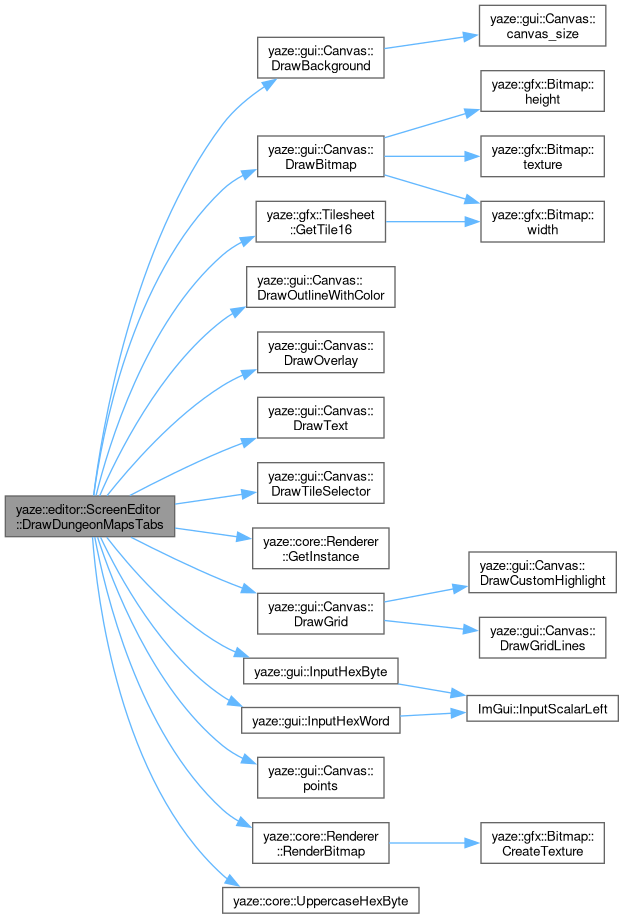 yaze::editor::ScreenEditor
::DrawDungeonMapsTabs
yaze::gui::Canvas::
DrawBackground
yaze::gui::Canvas::
canvas_size
yaze::gui::Canvas::
DrawBitmap
yaze::gfx::Bitmap::
height
yaze::gfx::Bitmap::
texture
yaze::gfx::Bitmap::
width
yaze::gfx::Tilesheet
::GetTile16
yaze::gui::Canvas::
DrawOutlineWithColor
yaze::gui::Canvas::
DrawOverlay
yaze::gui::Canvas::
DrawText
yaze::gui::Canvas::
DrawTileSelector
yaze::core::Renderer
::GetInstance
yaze::gui::Canvas::
DrawGrid
yaze::gui::Canvas::
DrawCustomHighlight
yaze::gui::Canvas::
DrawGridLines
yaze::gui::InputHexByte
ImGui::InputScalarLeft
yaze::gui::InputHexWord
yaze::gui::Canvas::
points
yaze::core::Renderer
::RenderBitmap
yaze::gfx::Bitmap::
CreateTexture
yaze::core::UppercaseHexByte